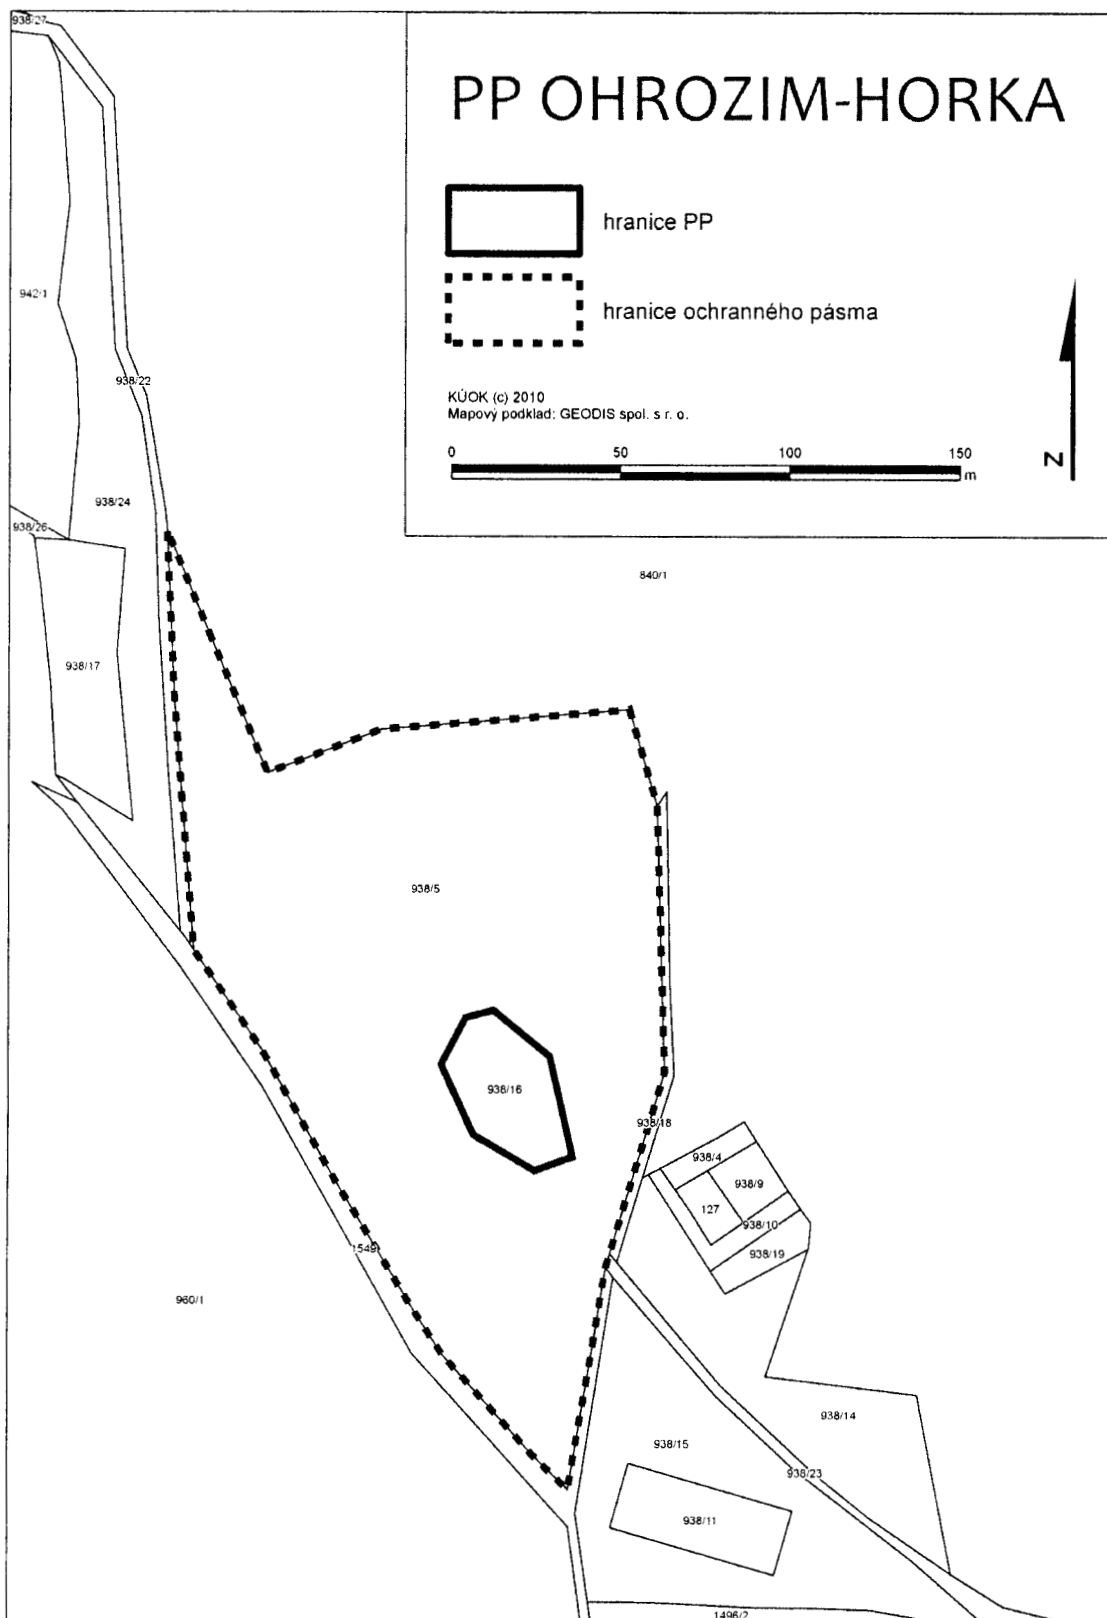 PP OHROZIM-HORKA
hranice PP
hranice ochranného pásma
KÚOK (c) 2010
Mapový podklad: GEODIS spol. s r. o.
0 50 100 150
m
Z
938/27
942/1
938/22
938/24
938/26
840/1
938/17
938/5
938/16
938/18
938/4
938/9
127
938/10
938/19
1549
960/1
938/14
938/15
938/23
938/11
1496/2